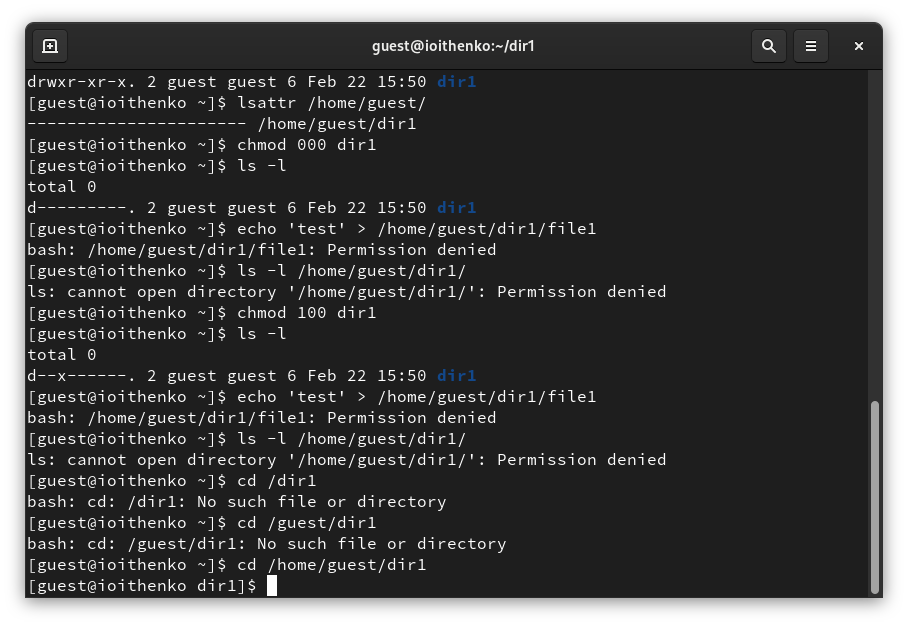 guest@ioithenko:~/dir1
drwxr-xr-x. 2 guest guest 6 Feb 22 15:50 dir1
[guest@ioithenko ~]$ lsattr /home/guest/
---------------------- /home/guest/dir1
[guest@ioithenko ~]$ chmod 000 dir1
[guest@ioithenko ~]$ ls -l
total 0
d---------. 2 guest guest 6 Feb 22 15:50 dir1
[guest@ioithenko ~]$ echo 'test' > /home/guest/dir1/file1
bash: /home/guest/dir1/file1: Permission denied
[guest@ioithenko ~]$ ls -l /home/guest/dir1/
ls: cannot open directory '/home/guest/dir1/': Permission denied
[guest@ioithenko ~]$ chmod 100 dir1
[guest@ioithenko ~]$ ls -l
total 0
d--x------. 2 guest guest 6 Feb 22 15:50 dir1
[guest@ioithenko ~]$ echo 'test' > /home/guest/dir1/file1
bash: /home/guest/dir1/file1: Permission denied
[guest@ioithenko ~]$ ls -l /home/guest/dir1/
ls: cannot open directory '/home/guest/dir1/': Permission denied
[guest@ioithenko ~]$ cd /dir1
bash: cd: /dir1: No such file or directory
[guest@ioithenko ~]$ cd /guest/dir1
bash: cd: /guest/dir1: No such file or directory
[guest@ioithenko ~]$ cd /home/guest/dir1
[guest@ioithenko dir1]$